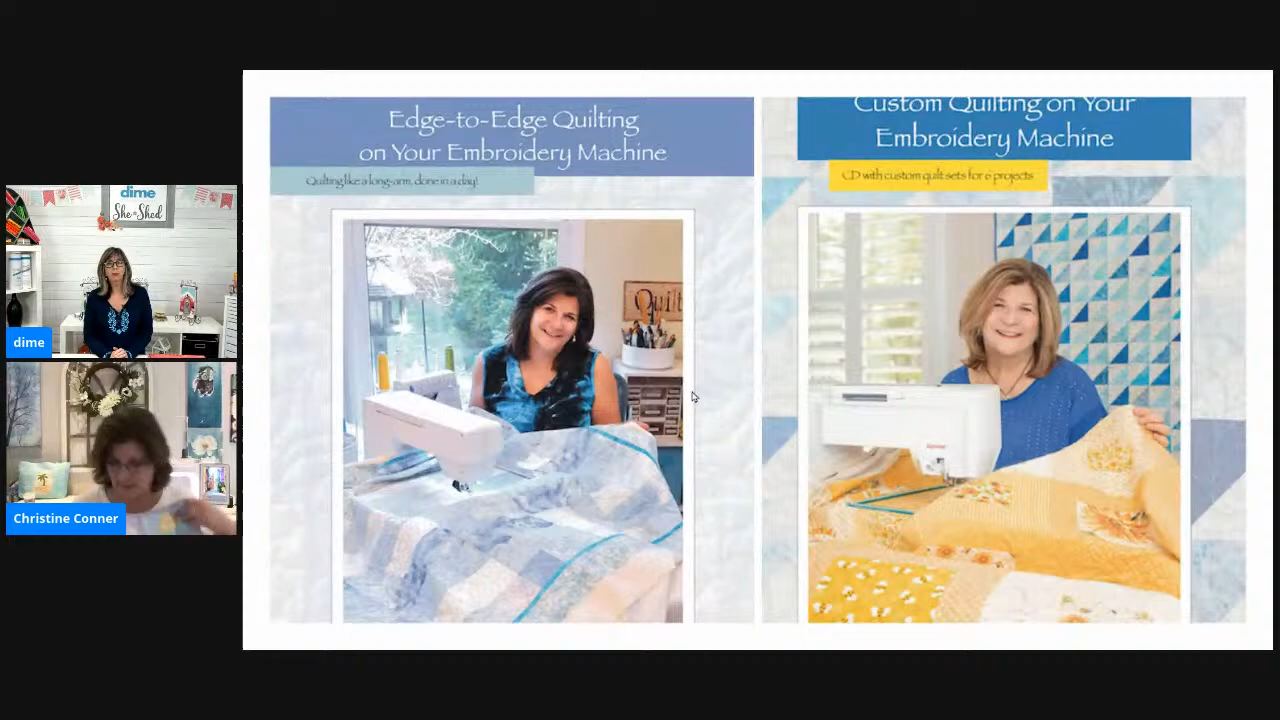 Edge-to-Edge Quilting
on Your Embroidery Machine
Quilting like a long-arm, done in a day!
Custom Quilting on Your
Embroidery Machine
CD with custom quilt sets for 6 projects
dime
She Shed
dime
Christine Conner
Quilt